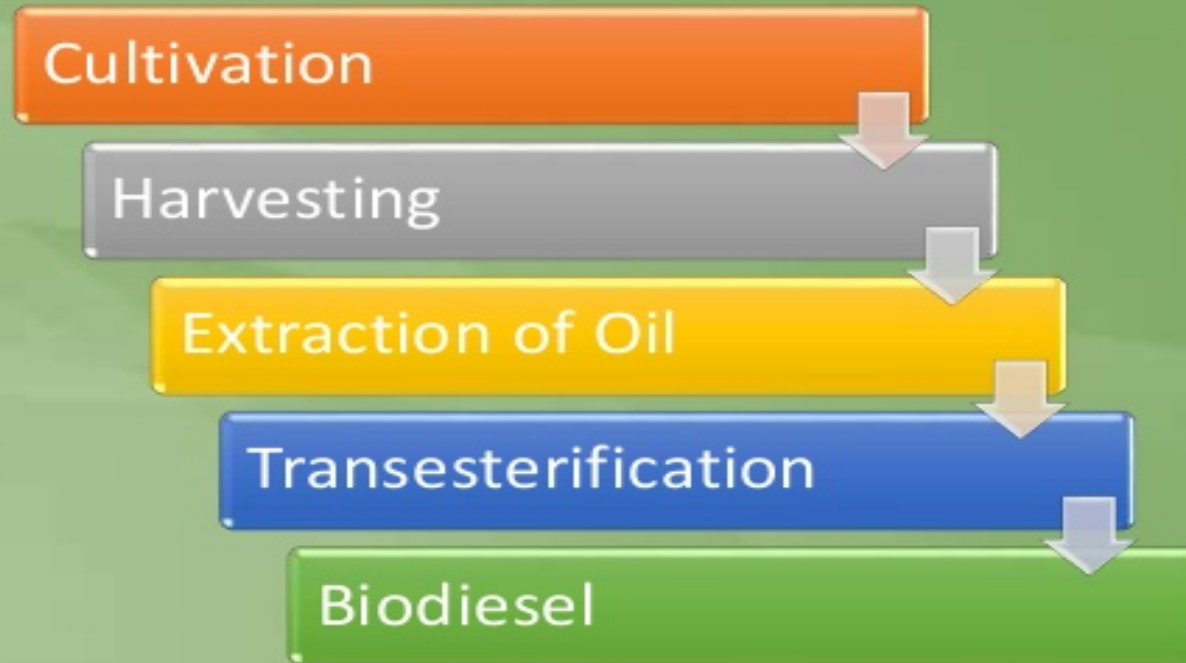 Cultivation
Harvesting
Extraction of Oil
Transesterification
Biodiesel